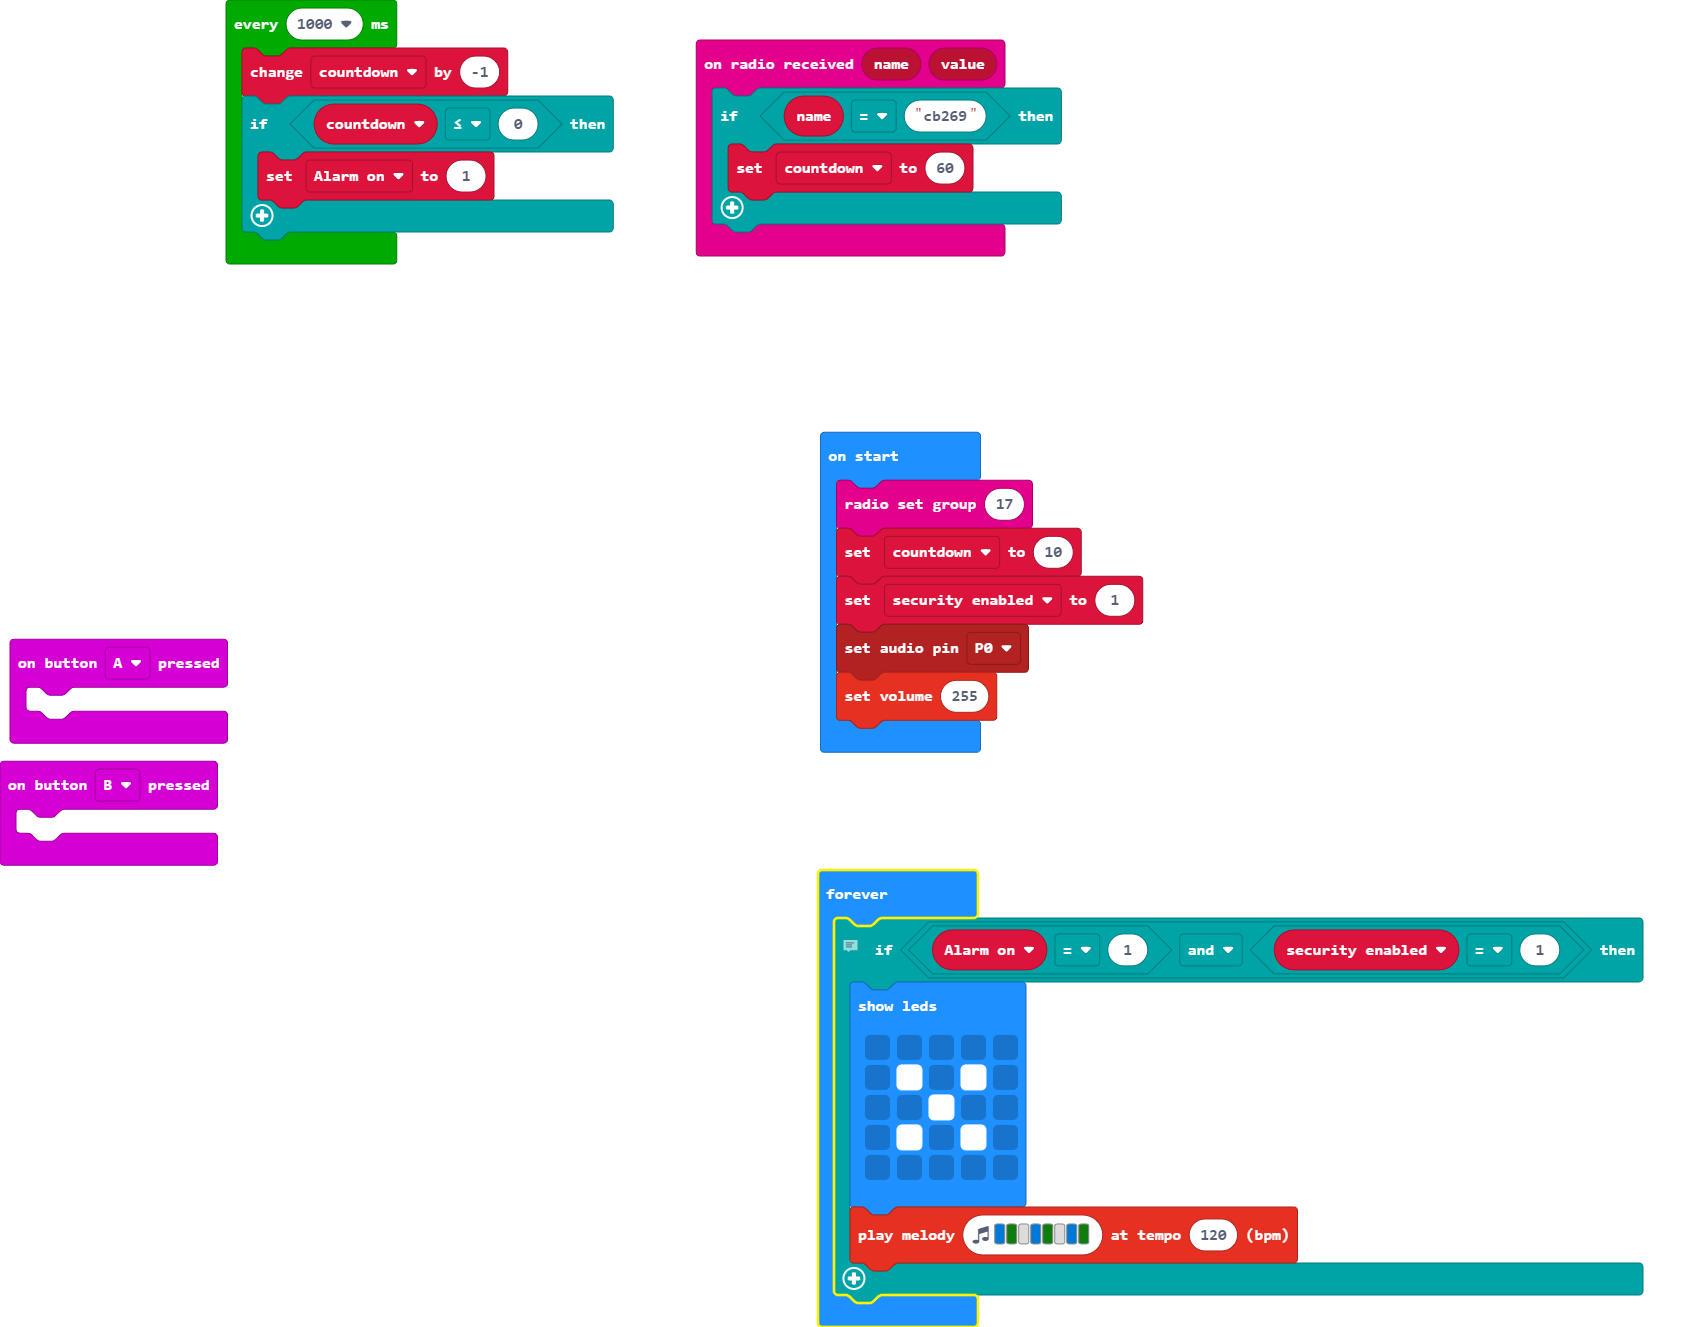 every 1000 ms
change countdown by -1
if countdown ≤ 0 then
set Alarm on to 1
on radio received name value
if name = "cb269" then
set countdown to 60
on start
radio set group 17
set countdown to 10
set security enabled to 1
set audio pin P0
set volume 255
on button A pressed
on button B pressed
forever
if Alarm on = 1 and security enabled = 1 then
show leds
play melody at tempo 120 (bpm)